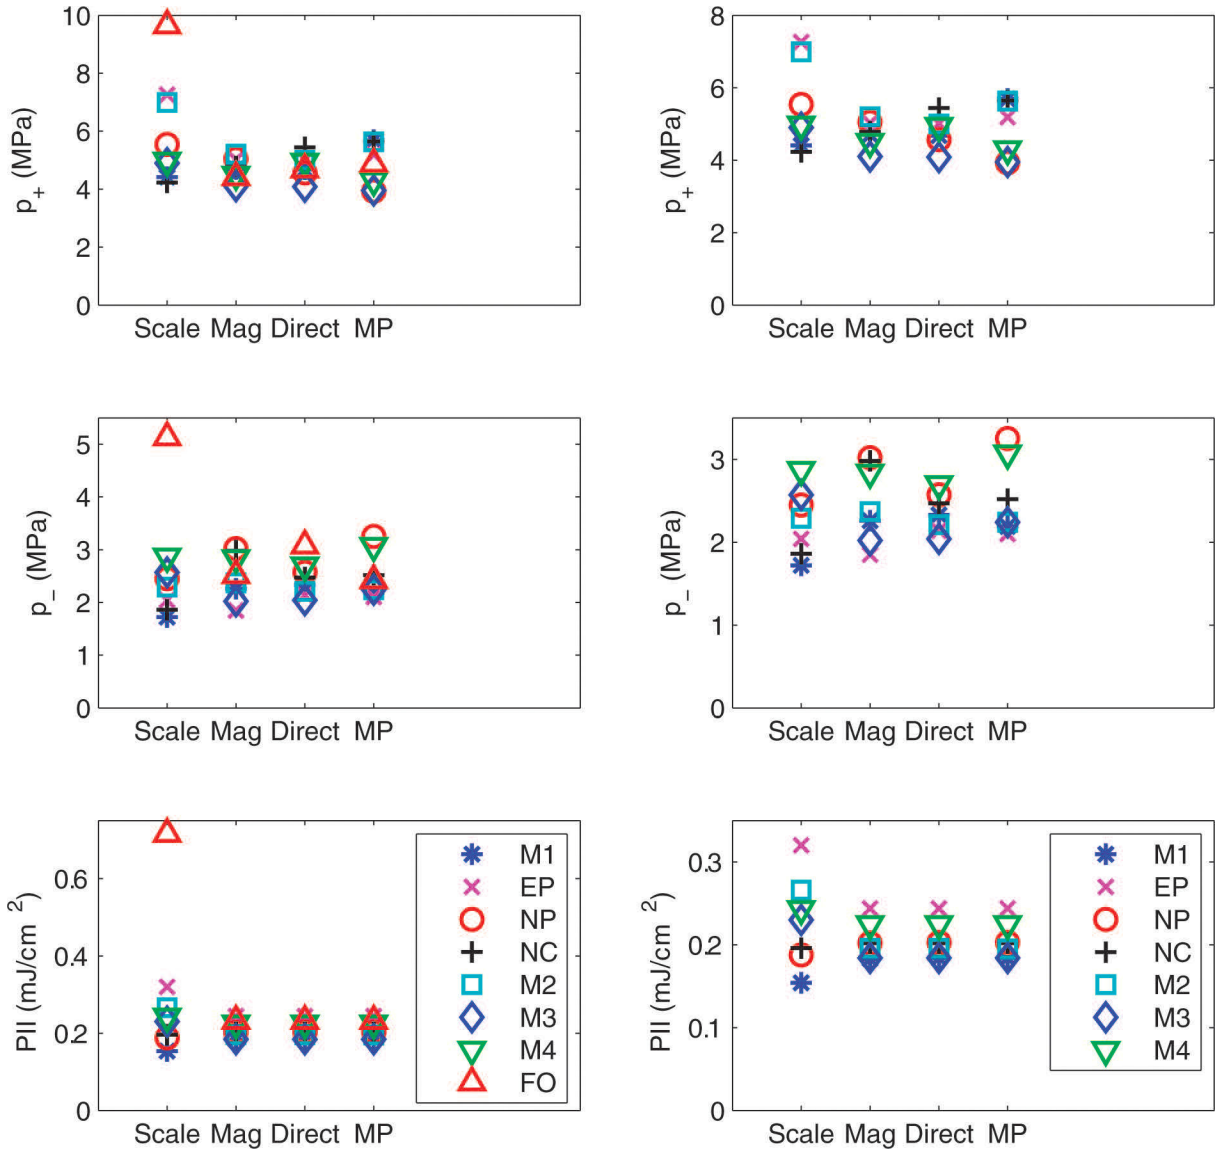 10
8
6
4
2
0
p+ (MPa)
Scale Mag Direct MP
8
6
4
2
0
p+ (MPa)
Scale Mag Direct MP
5
4
3
2
1
0
p− (MPa)
Scale Mag Direct MP
3
2
1
0
p− (MPa)
Scale Mag Direct MP
0.6
0.4
0.2
0
PII (mJ/cm 2)
Scale Mag Direct MP
M1
EP
NP
NC
M2
M3
M4
FO
0.3
0.2
0.1
0
PII (mJ/cm 2)
Scale Mag Direct MP
M1
EP
NP
NC
M2
M3
M4